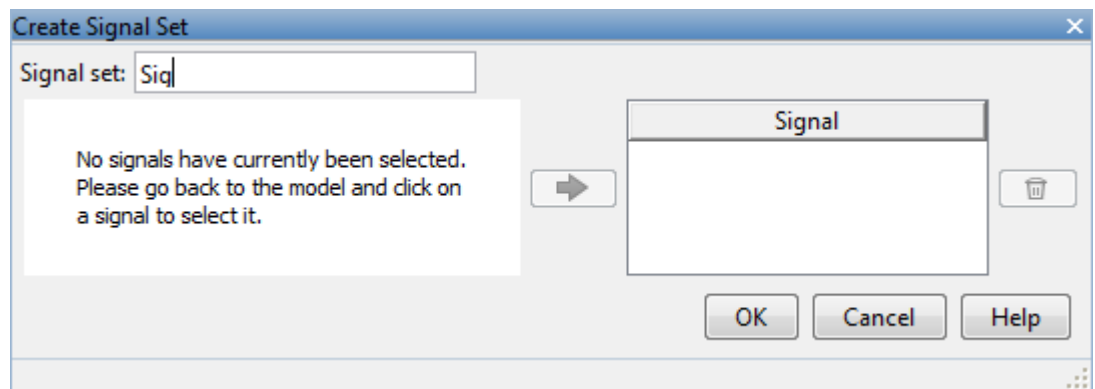 Create Signal Set
Signal set: Sig
No signals have currently been selected.
Please go back to the model and click on
a signal to select it.
Signal
OK Cancel Help